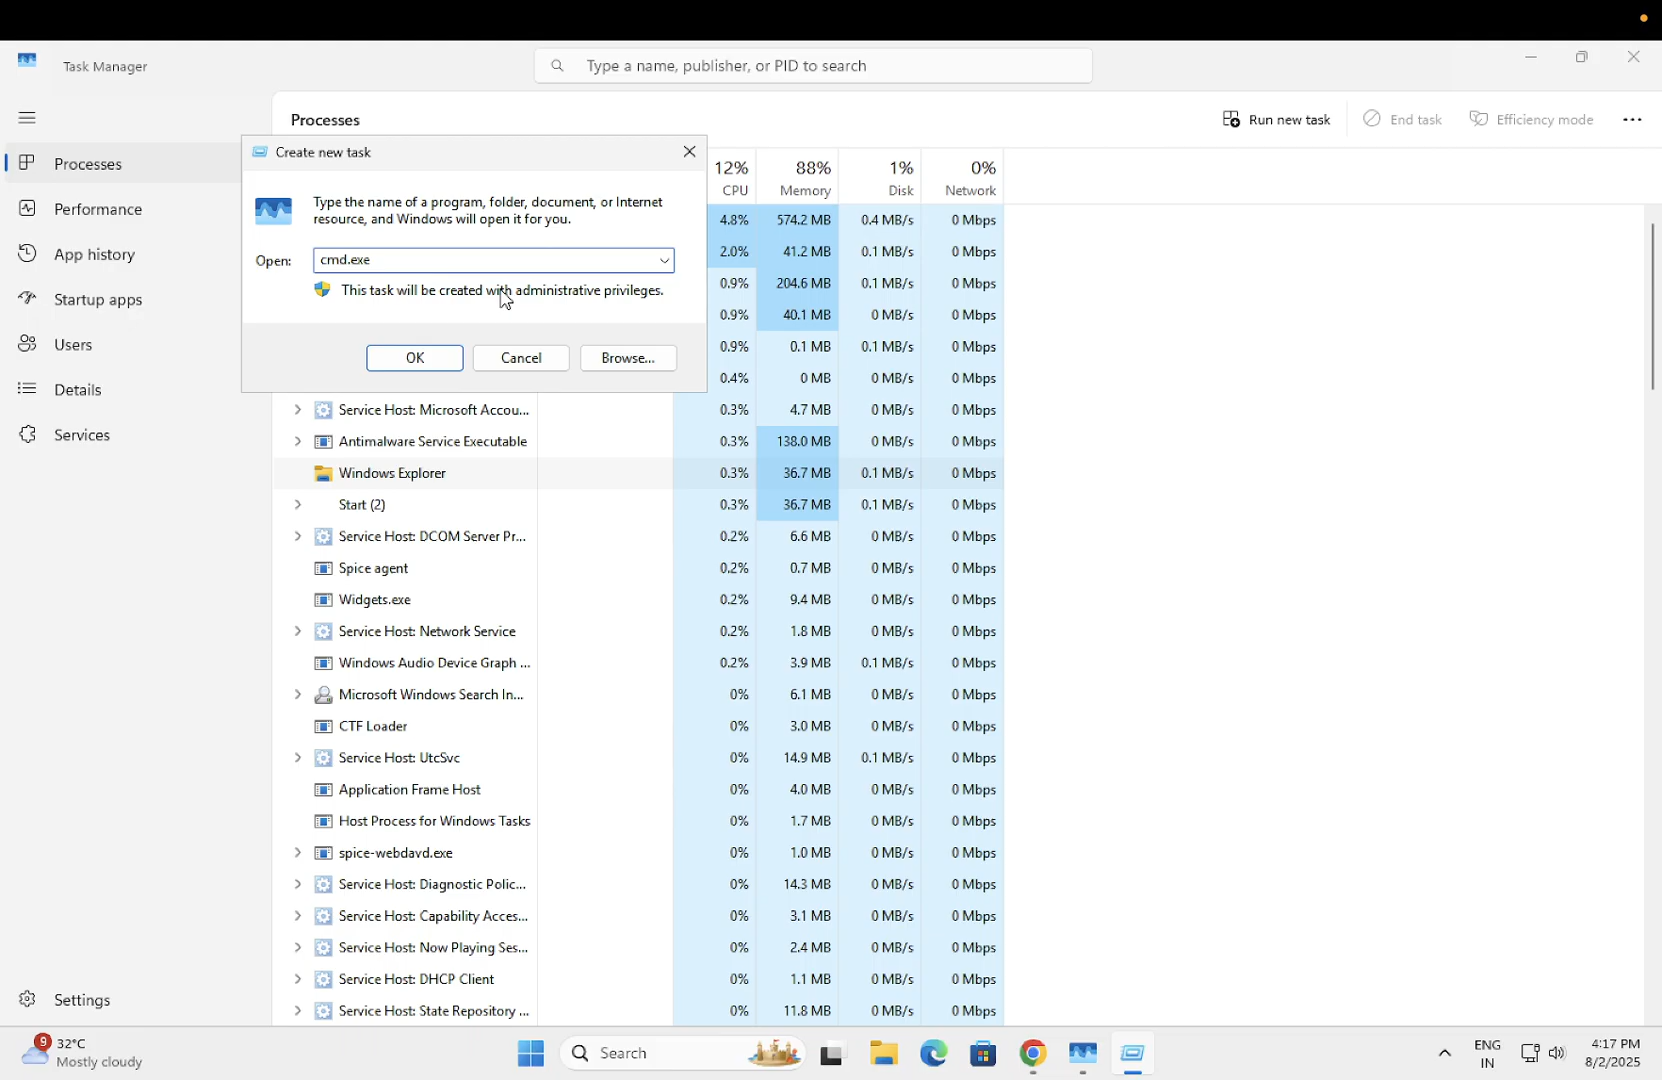 Task Manager
Type a name, publisher, or PID to search
Processes
Run new task
End task
Efficiency mode
Processes
Performance
App history
Startup apps
Users
Details
Services
Settings
Create new task
Type the name of a program, folder, document, or Internet
resource, and Windows will open it for you.
Open: cmd.exe
This task will be created with administrative privileges.
OK Cancel Browse...
12% 88% 1% 0%
CPU Memory Disk Network
4.8% 574.2 MB 0.4 MB/s 0 Mbps
2.0% 41.2 MB 0.1 MB/s 0 Mbps
0.9% 204.6 MB 0.1 MB/s 0 Mbps
0.9% 40.1 MB 0 MB/s 0 Mbps
0.9% 0.1 MB 0.1 MB/s 0 Mbps
0.4% 0 MB 0 MB/s 0 Mbps
Service Host: Microsoft Accou... 0.3% 4.7 MB 0 MB/s 0 Mbps
Antimalware Service Executable 0.3% 138.0 MB 0 MB/s 0 Mbps
Windows Explorer 0.3% 36.7 MB 0.1 MB/s 0 Mbps
Start (2) 0.3% 36.7 MB 0.1 MB/s 0 Mbps
Service Host: DCOM Server Pr... 0.2% 6.6 MB 0 MB/s 0 Mbps
Spice agent 0.2% 0.7 MB 0 MB/s 0 Mbps
Widgets.exe 0.2% 9.4 MB 0 MB/s 0 Mbps
Service Host: Network Service 0.2% 1.8 MB 0 MB/s 0 Mbps
Windows Audio Device Graph ... 0.2% 3.9 MB 0.1 MB/s 0 Mbps
Microsoft Windows Search In... 0% 6.1 MB 0 MB/s 0 Mbps
CTF Loader 0% 3.0 MB 0 MB/s 0 Mbps
Service Host: UtcSvc 0% 14.9 MB 0.1 MB/s 0 Mbps
Application Frame Host 0% 4.0 MB 0 MB/s 0 Mbps
Host Process for Windows Tasks 0% 1.7 MB 0 MB/s 0 Mbps
spice-webdavd.exe 0% 1.0 MB 0 MB/s 0 Mbps
Service Host: Diagnostic Polic... 0% 14.3 MB 0 MB/s 0 Mbps
Service Host: Capability Acces... 0% 3.1 MB 0 MB/s 0 Mbps
Service Host: Now Playing Ses... 0% 2.4 MB 0 MB/s 0 Mbps
Service Host: DHCP Client 0% 1.1 MB 0 MB/s 0 Mbps
Service Host: State Repository ... 0% 11.8 MB 0 MB/s 0 Mbps
9
32°C
Mostly cloudy
Search
ENG
IN
4:17 PM
8/2/2025